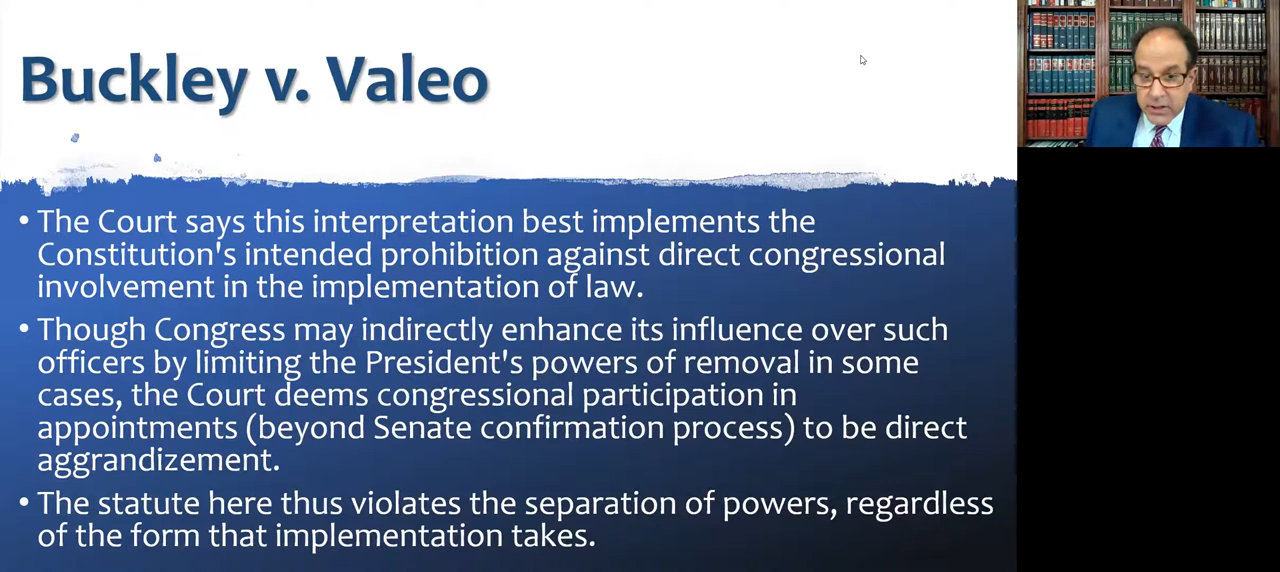 Buckley v. Valeo
• The Court says this interpretation best implements the
Constitution's intended prohibition against direct congressional
involvement in the implementation of law.
• Though Congress may indirectly enhance its influence over such
officers by limiting the President's powers of removal in some
cases, the Court deems congressional participation in
appointments (beyond Senate confirmation process) to be direct
aggrandizement.
• The statute here thus violates the separation of powers, regardless
of the form that implementation takes.